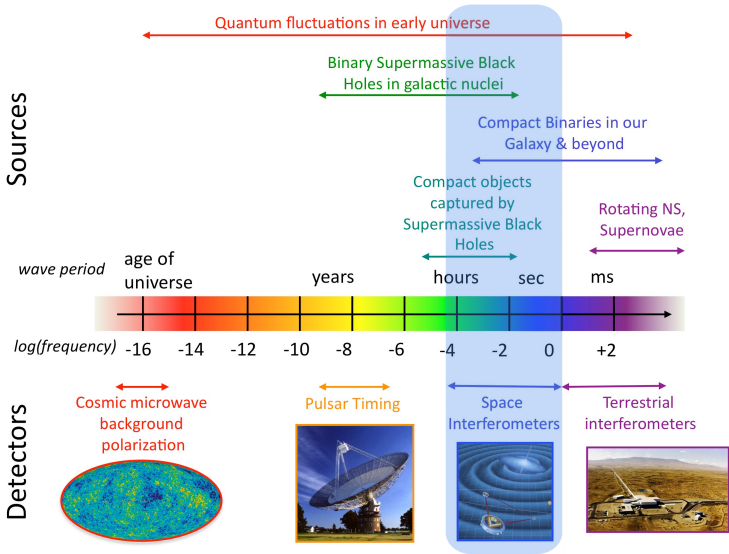 Quantum fluctuations in early universe
Binary Supermassive Black
Holes in galactic nuclei
Compact Binaries in our
Galaxy & beyond
Compact objects
captured by
Supermassive Black
Holes
Rotating NS,
Supernovae
Sources
wave period
age of
universe
years
hours
sec
ms
log(frequency)
-16
-14
-12
-10
-8
-6
-4
-2
0
+2
Detectors
Cosmic microwave
background
polarization
Pulsar Timing
Space
Interferometers
Terrestrial
interferometers